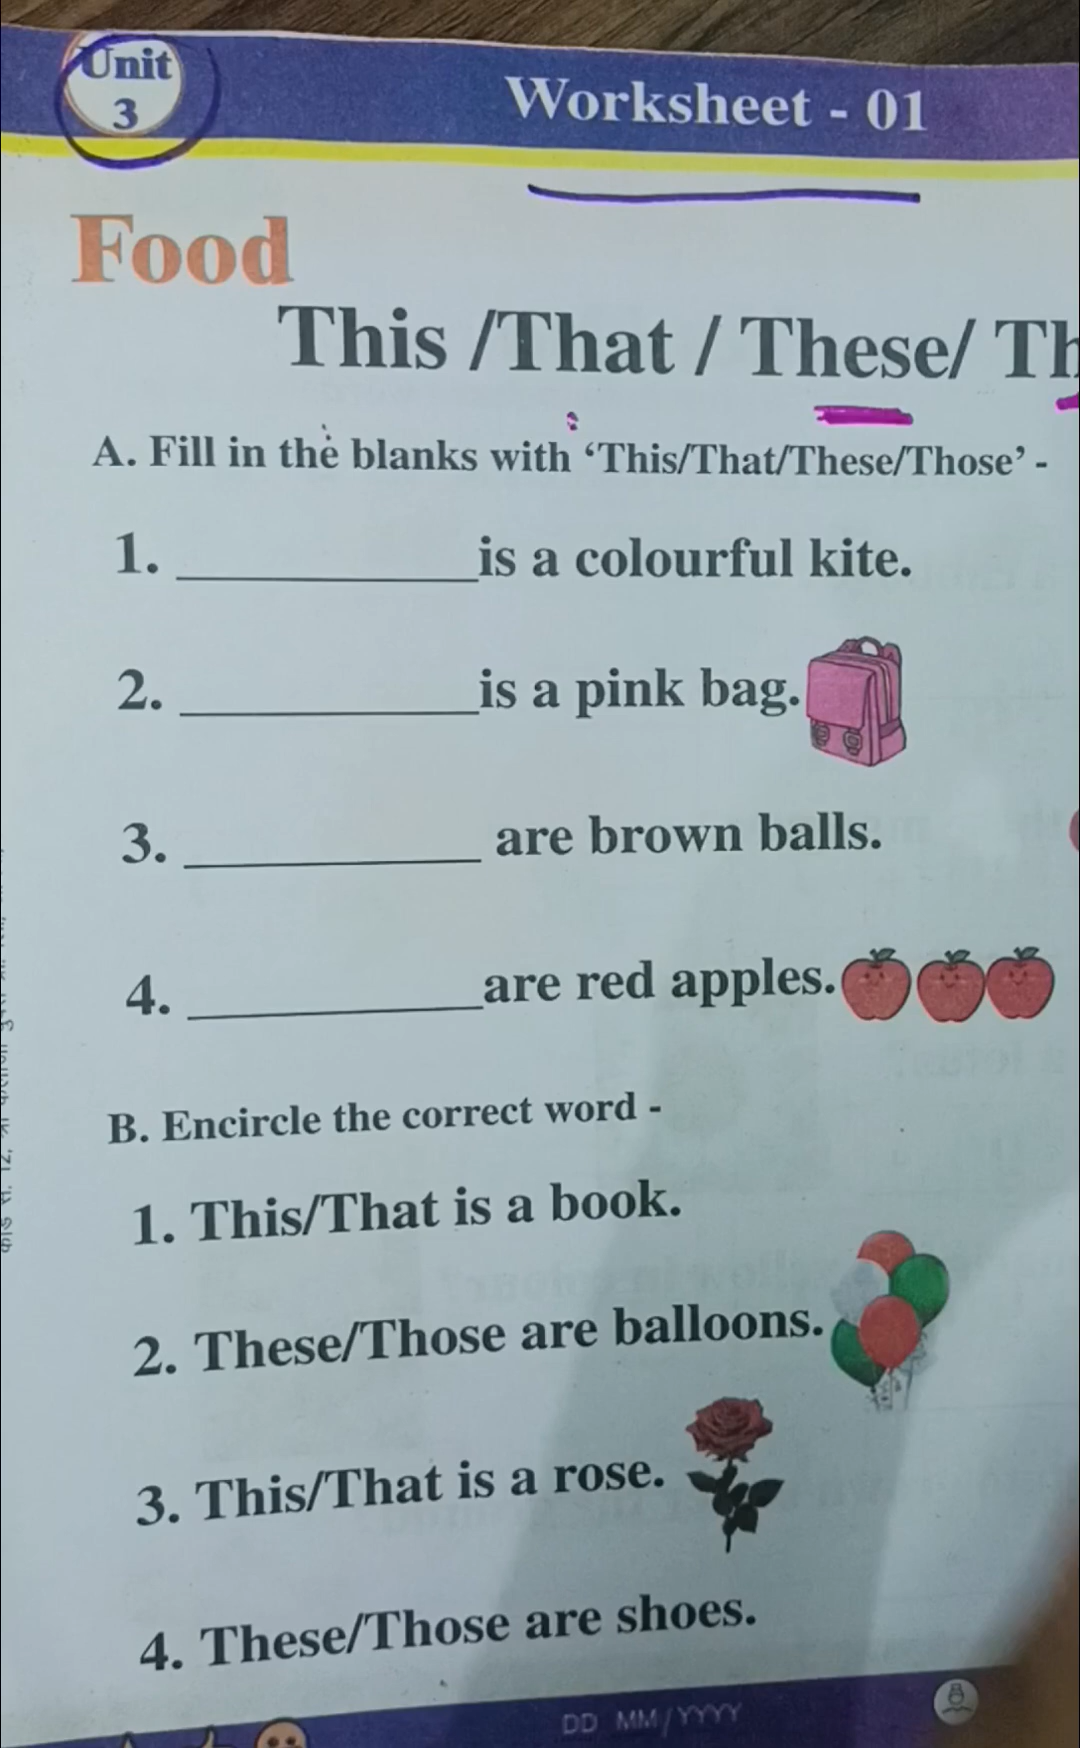 Unit
3
Worksheet - 01
Food
This /That / These/ Th
A. Fill in the blanks with ‘This/That/These/Those’ -
1. ____________is a colourful kite.
2. ____________is a pink bag.
3. ____________ are brown balls.
4. ____________are red apples.
B. Encircle the correct word -
1. This/That is a book.
2. These/Those are balloons.
3. This/That is a rose.
4. These/Those are shoes.
DD MM/YYYY